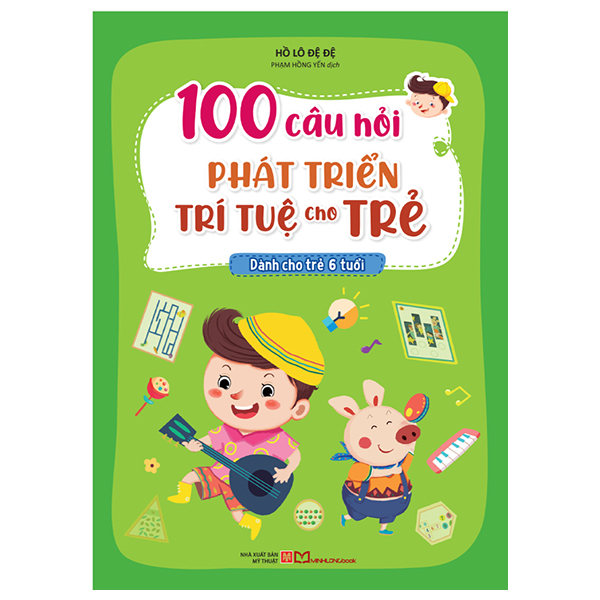 HỒ LÔ ĐỆ ĐỆ
PHẠM HỒNG YẾN dịch
100 câu hỏi
PHÁT TRIỂN
TRÍ TUỆ cho TRẺ
Dành cho trẻ 6 tuổi
NHÀ XUẤT BẢN
MỸ THUẬT
MINHLONGbook